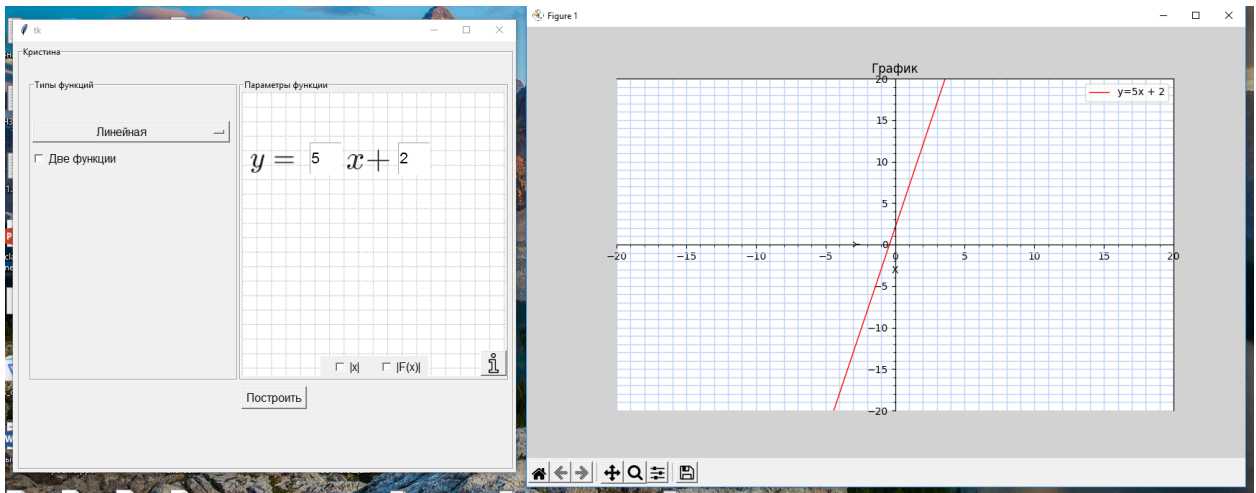 tk
Кристина
Типы функций
Линейная
Две функции
Параметры функции
y = 5 x + 2
|x| |F(x)|
i
Построить
Figure 1
График
y=5x + 2
20
15
10
5
0
−5
−10
−15
−20
Y
−20 −15 −10 −5 0 5 10 15 20
X